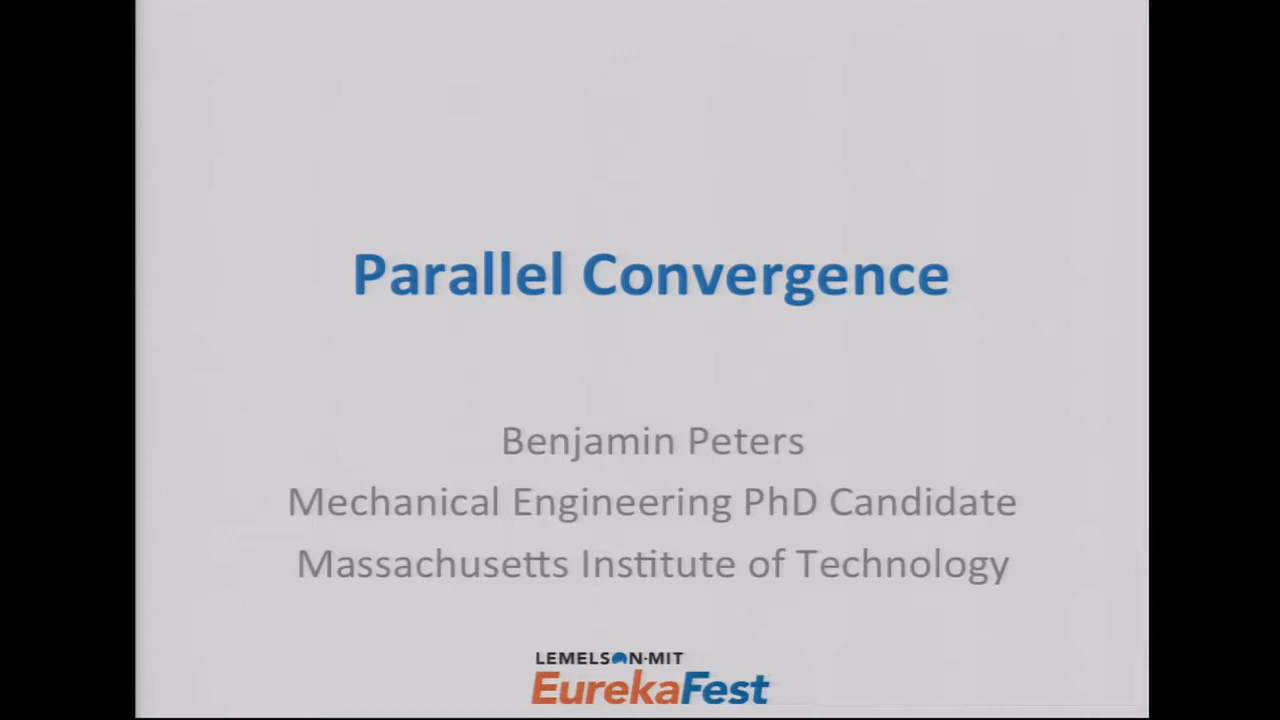 Parallel Convergence
Benjamin Peters
Mechanical Engineering PhD Candidate
Massachusetts Institute of Technology
LEMELSON-MIT
EurekaFest